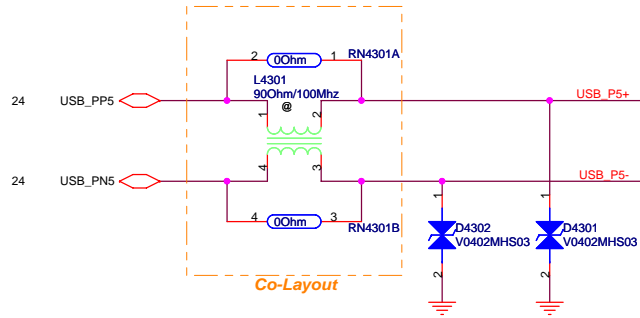 2 0Ohm 1 RN4301A
L4301
90Ohm/100Mhz
@
24 USB_PP5 USB_P5+
1 2
4 3
24 USB_PN5 USB_P5-
4 0Ohm 3 RN4301B
1 1
D4302 D4301
V0402MHS03 V0402MHS03
2 2
Co-Layout